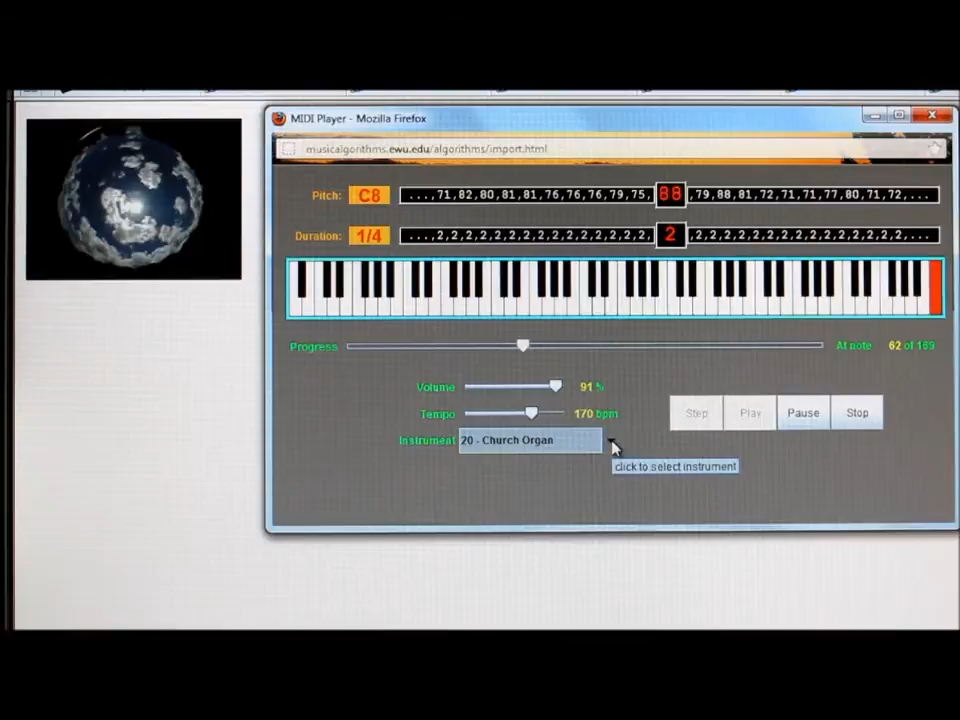 MIDI Player - Mozilla Firefox
musicalgorithms.ewu.edu/algorithms/import.html
Pitch: C8 ...,71,82,80,81,81,76,76,76,79,75, 88 ,79,88,81,72,71,71,77,80,71,72,...
Duration: 1/4 ...,2,2,2,2,2,2,2,2,2,2,2,2,2,2,2, 2 ,2,2,2,2,2,2,2,2,2,2,2,2,2,2,2,...
Progress At note 62 of 169
Volume 91 %
Tempo 170 bpm
Step Play Pause Stop
Instrument 20 - Church Organ
click to select instrument